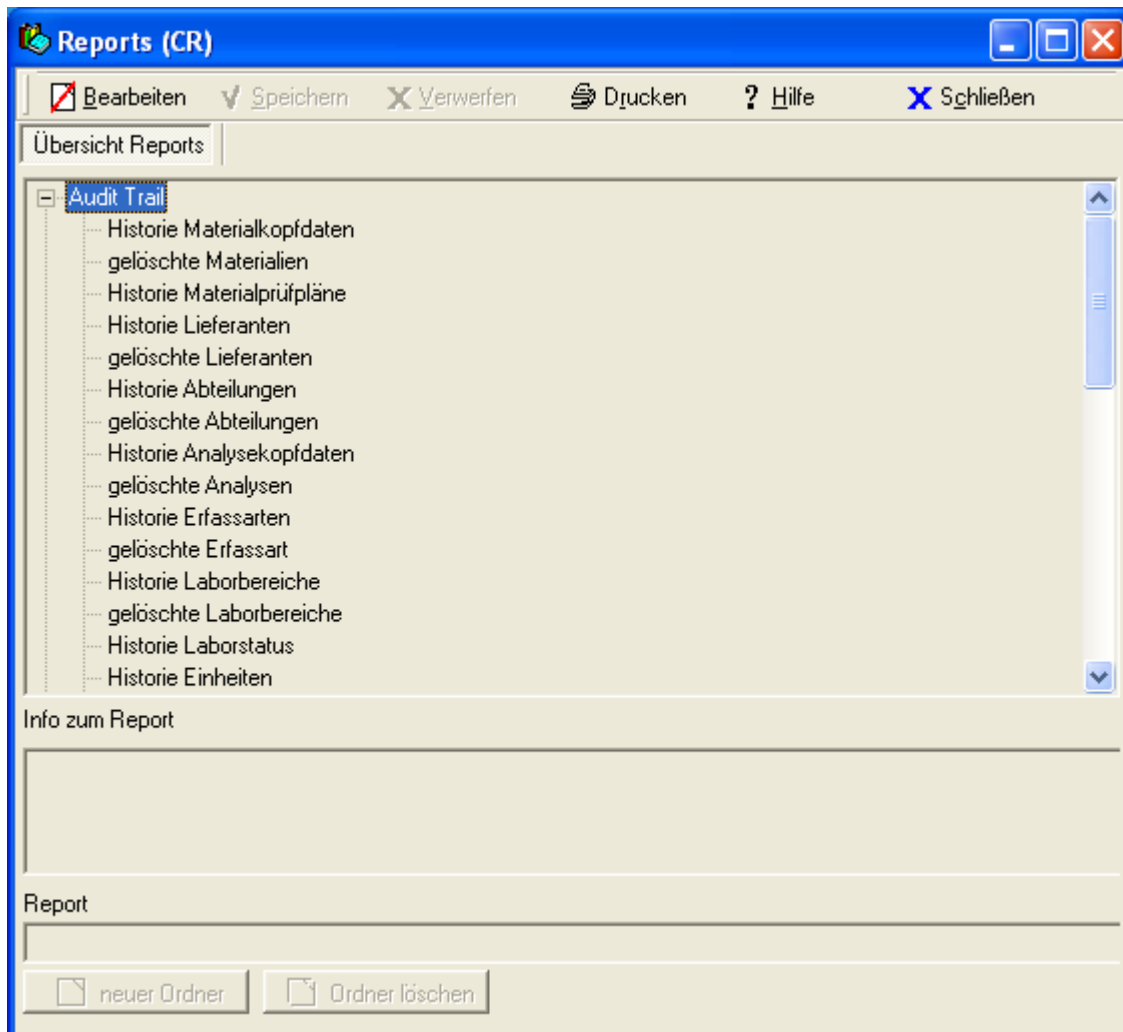 Reports (CR)
Bearbeiten Speichern Verwerfen Drucken ? Hilfe Schließen
Übersicht Reports
Audit Trail
Historie Materialkopfdaten
gelöschte Materialien
Historie Materialprüfpläne
Historie Lieferanten
gelöschte Lieferanten
Historie Abteilungen
gelöschte Abteilungen
Historie Analysekopfdaten
gelöschte Analysen
Historie Erfassarten
gelöschte Erfassart
Historie Laborbereiche
gelöschte Laborbereiche
Historie Laborstatus
Historie Einheiten
Info zum Report
Report
neuer Ordner Ordner löschen